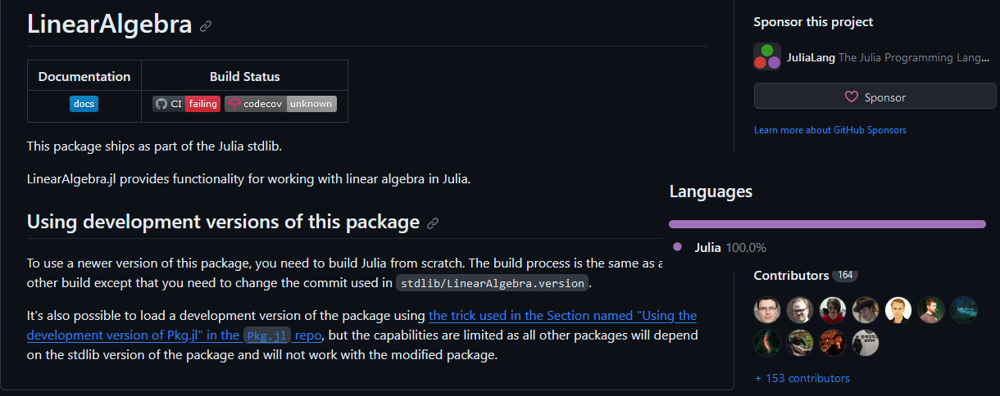 LinearAlgebra
Documentation Build Status
docs CI failing codecov unknown
This package ships as part of the Julia stdlib.
LinearAlgebra.jl provides functionality for working with linear algebra in Julia.
Using development versions of this package
To use a newer version of this package, you need to build Julia from scratch. The build process is the same as a
other build except that you need to change the commit used in stdlib/LinearAlgebra.version.
It's also possible to load a development version of the package using the trick used in the Section named "Using the
development version of Pkg.jl" in the Pkg.jl repo, but the capabilities are limited as all other packages will depend
on the stdlib version of the package and will not work with the modified package.
Sponsor this project
JuliaLang The Julia Programming Lang...
Sponsor
Learn more about GitHub Sponsors
Languages
Julia 100.0%
Contributors 164
+ 153 contributors